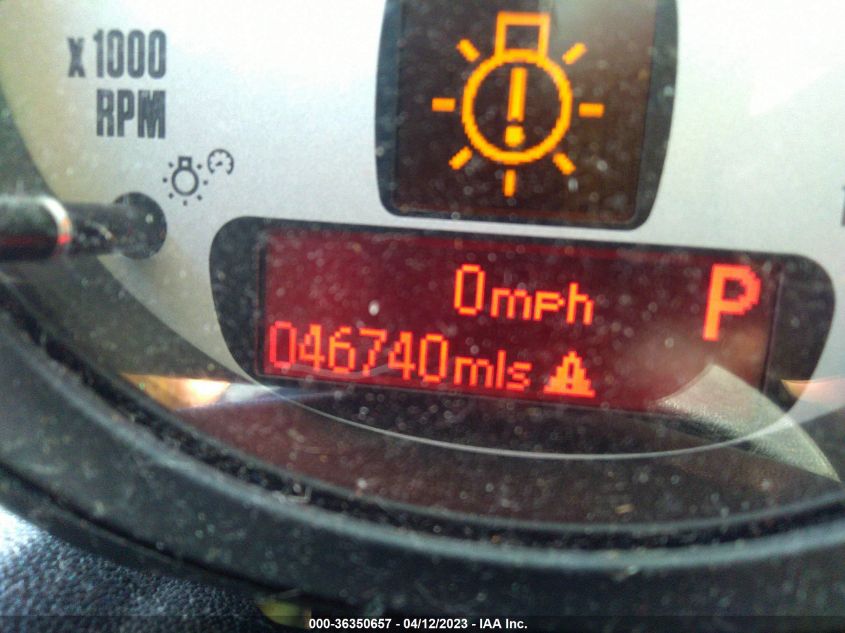 x 1000
RPM
0mph
P
046740mls
000-36350657 - 04/12/2023 - IAA Inc.